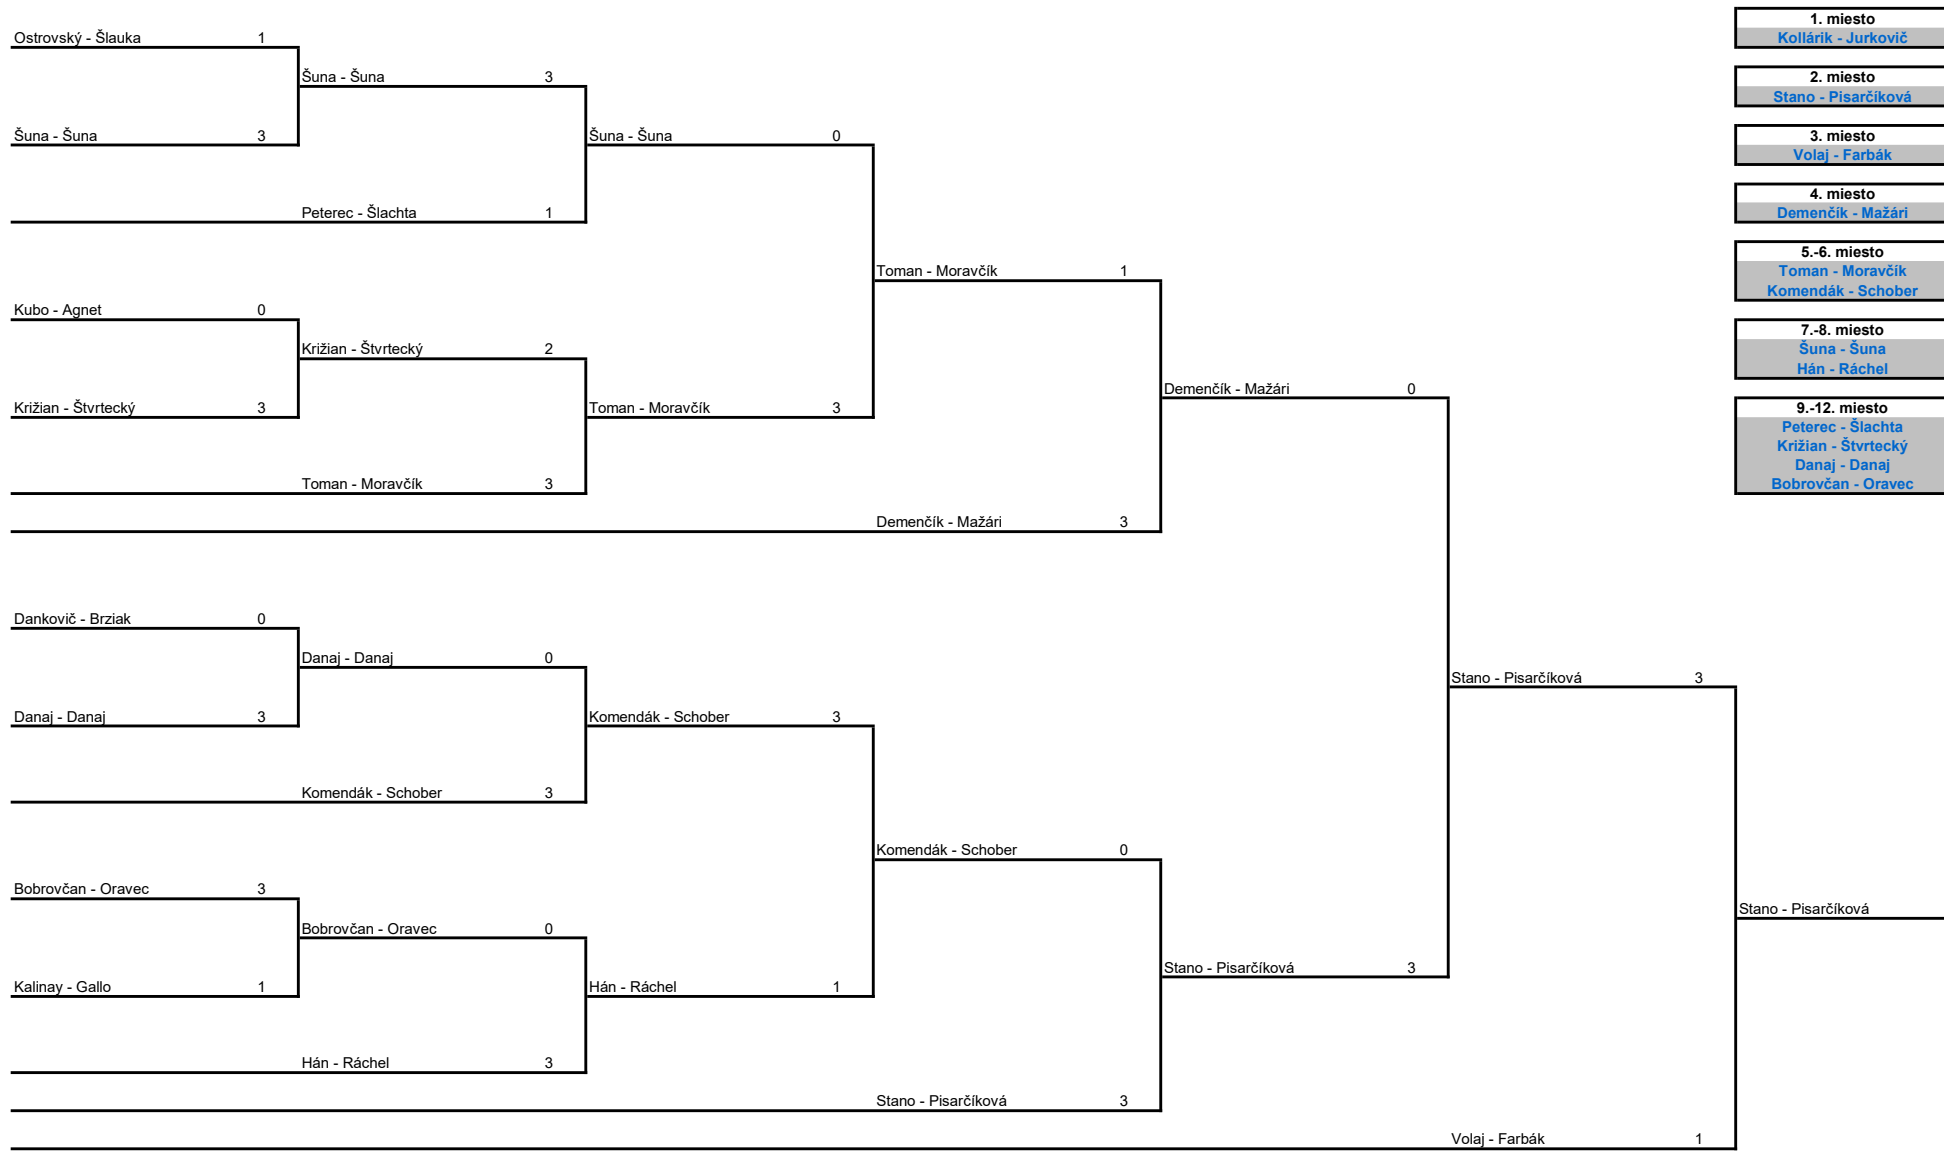 Ostrovský - Šlauka 1
Šuna - Šuna 3
Šuna - Šuna 3
Šuna - Šuna 0
Peterec - Šlachta 1
Toman - Moravčík 1
Kubo - Agnet 0
Križian - Štvrtecký 2
Križian - Štvrtecký 3
Toman - Moravčík 3
Demenčík - Mažári 0
Toman - Moravčík 3
Demenčík - Mažári 3
Dankovič - Brziak 0
Danaj - Danaj 0
Stano - Pisarčíková 3
Danaj - Danaj 3
Komendák - Schober 3
Komendák - Schober 3
Komendák - Schober 0
Bobrovčan - Oravec 3
Stano - Pisarčíková
Bobrovčan - Oravec 0
Stano - Pisarčíková 3
Kalinay - Gallo 1
Hán - Ráchel 1
Hán - Ráchel 3
Stano - Pisarčíková 3
Volaj - Farbák 1
1. miesto
Kollárik - Jurkovič
2. miesto
Stano - Pisarčíková
3. miesto
Volaj - Farbák
4. miesto
Demenčík - Mažári
5.-6. miesto
Toman - Moravčík
Komendák - Schober
7.-8. miesto
Šuna - Šuna
Hán - Ráchel
9.-12. miesto
Peterec - Šlachta
Križian - Štvrtecký
Danaj - Danaj
Bobrovčan - Oravec